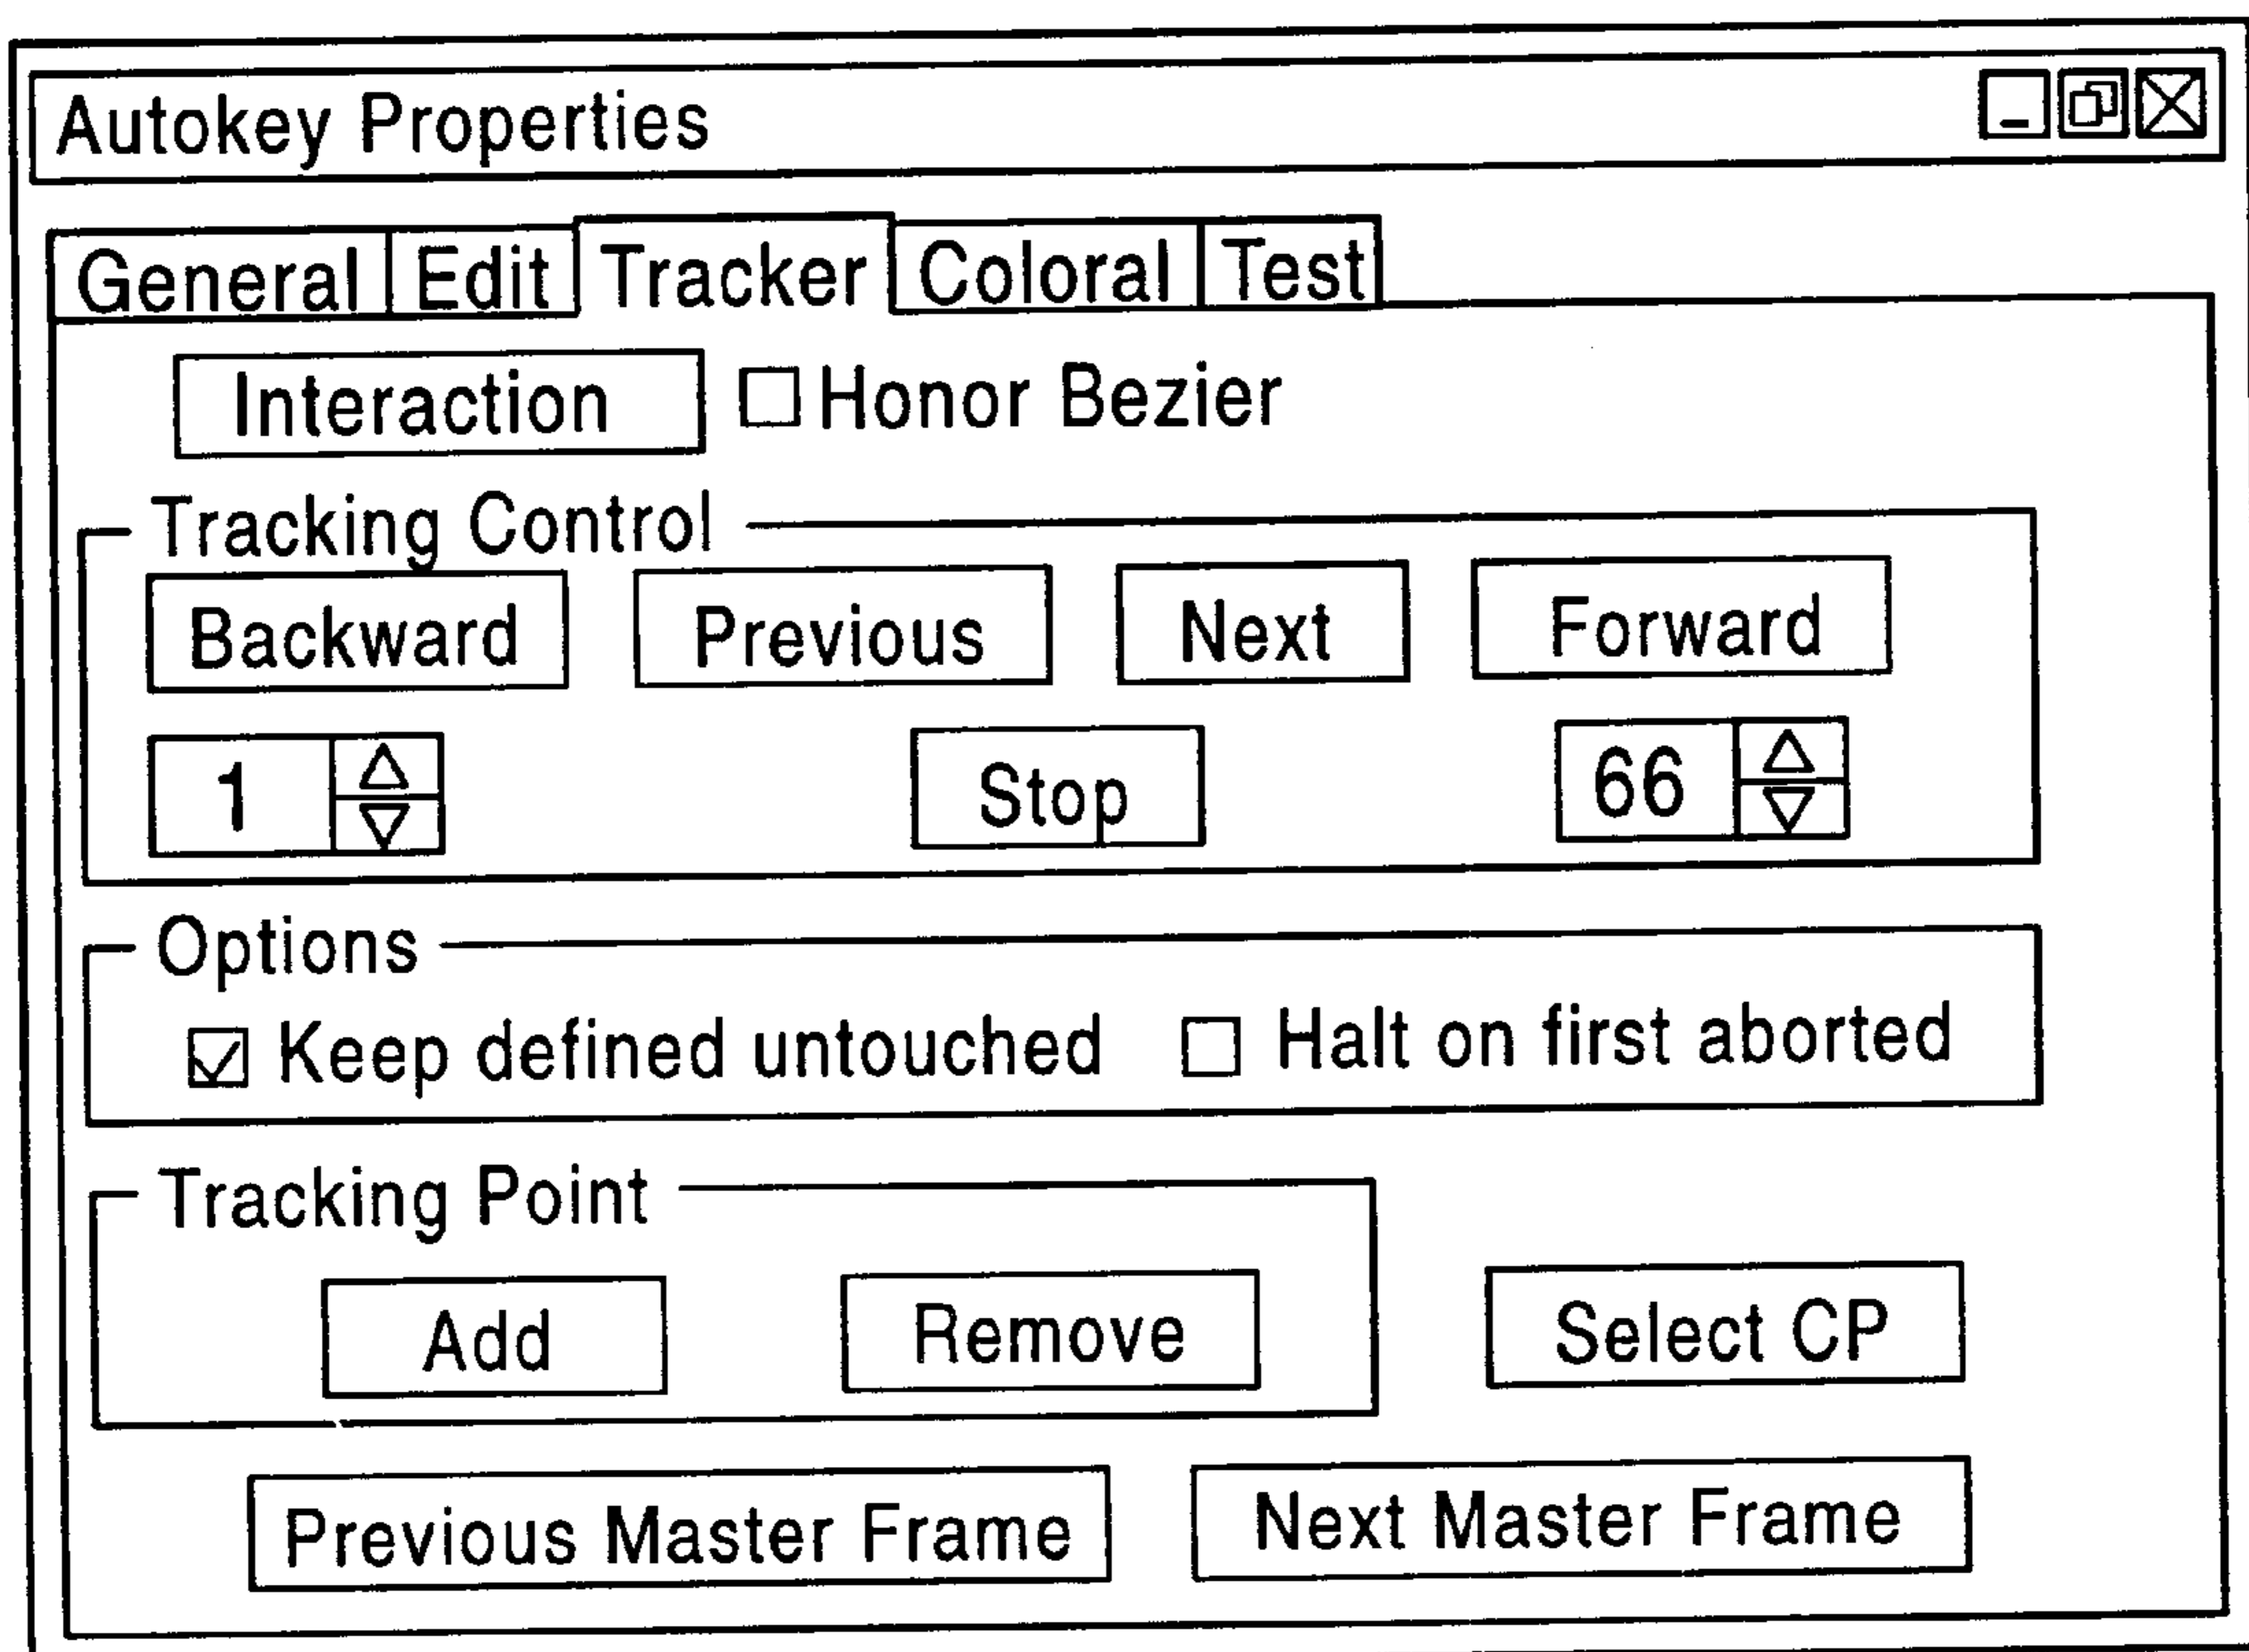 Autokey Properties
General Edit Tracker Coloral Test
Interaction Honor Bezier
Tracking Control
Backward Previous Next Forward
1 Stop 66
Options
Keep defined untouched Halt on first aborted
Tracking Point
Add Remove Select CP
Previous Master Frame Next Master Frame